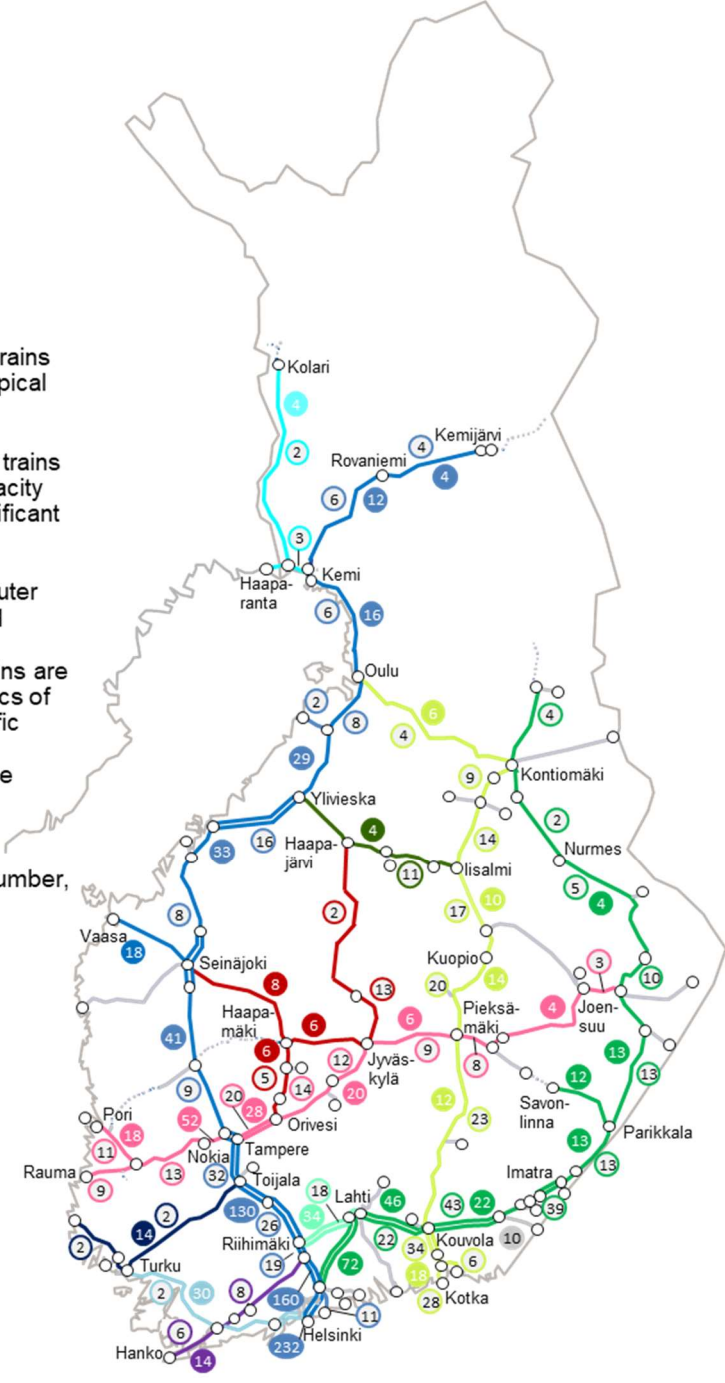 rains
pical
trains
acity
ificant
uter
l
ns are
cs of
fic
e
umber,
Kolari
4
2
Kemijärvi
4
Rovaniemi
4
6
12
3
Haapa-
ranta
Kemi
6
16
Oulu
2
8
6
4
4
29
9
Kontiomäki
Ylivieska
2
16
33
Haapa-
järvi
4
14
Nurmes
11
Iisalmi
5
4
8
2
17
10
Vaasa
18
Kuopio
3
Seinäjoki
14
10
8
13
20
Joen-
suu
Haapa-
mäki
6
6
Pieksä-
mäki
4
41
6
9
8
13
13
12
Jyväs-
kylä
9
5
14
20
12
12
20
28
23
Savon-
linna
Pori
18
52
Orivesi
13
Parikkala
11
Nokia
Tampere
13
Rauma
9
13
32
Toijala
Imatra
2
130
18
Lahti
46
43
22
39
14
26
34
22
10
2
Riihimäki
34
Kouvola
Turku
19
72
18
6
2
30
8
160
28
Kotka
6
11
Helsinki
232
Hanko
14